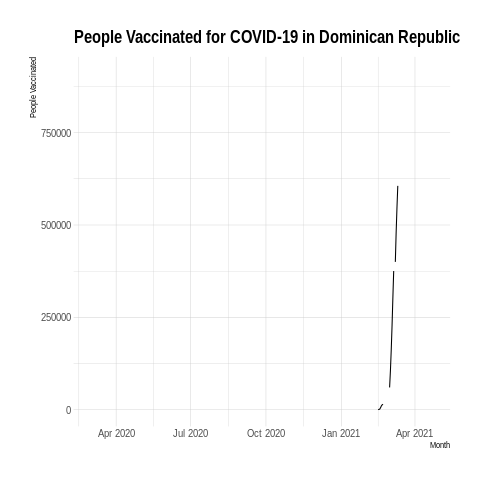 People Vaccinated for COVID-19 in Dominican Republic
People Vaccinated
750000
500000
250000
0
Apr 2020 Jul 2020 Oct 2020 Jan 2021 Apr 2021
Month